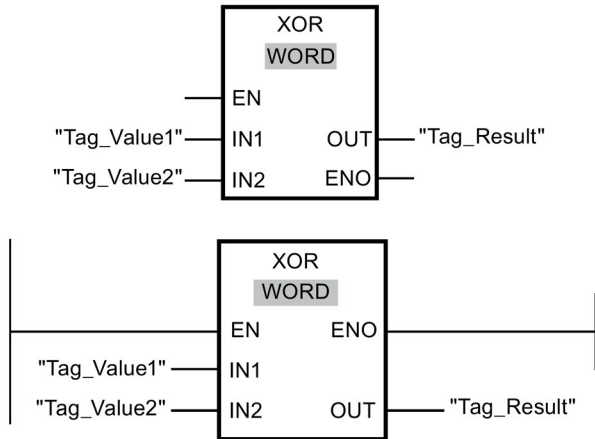 XOR
WORD
EN
"Tag_Value1" IN1 OUT "Tag_Result"
"Tag_Value2" IN2 ENO
XOR
WORD
EN ENO
"Tag_Value1" IN1
"Tag_Value2" IN2 OUT "Tag_Result"